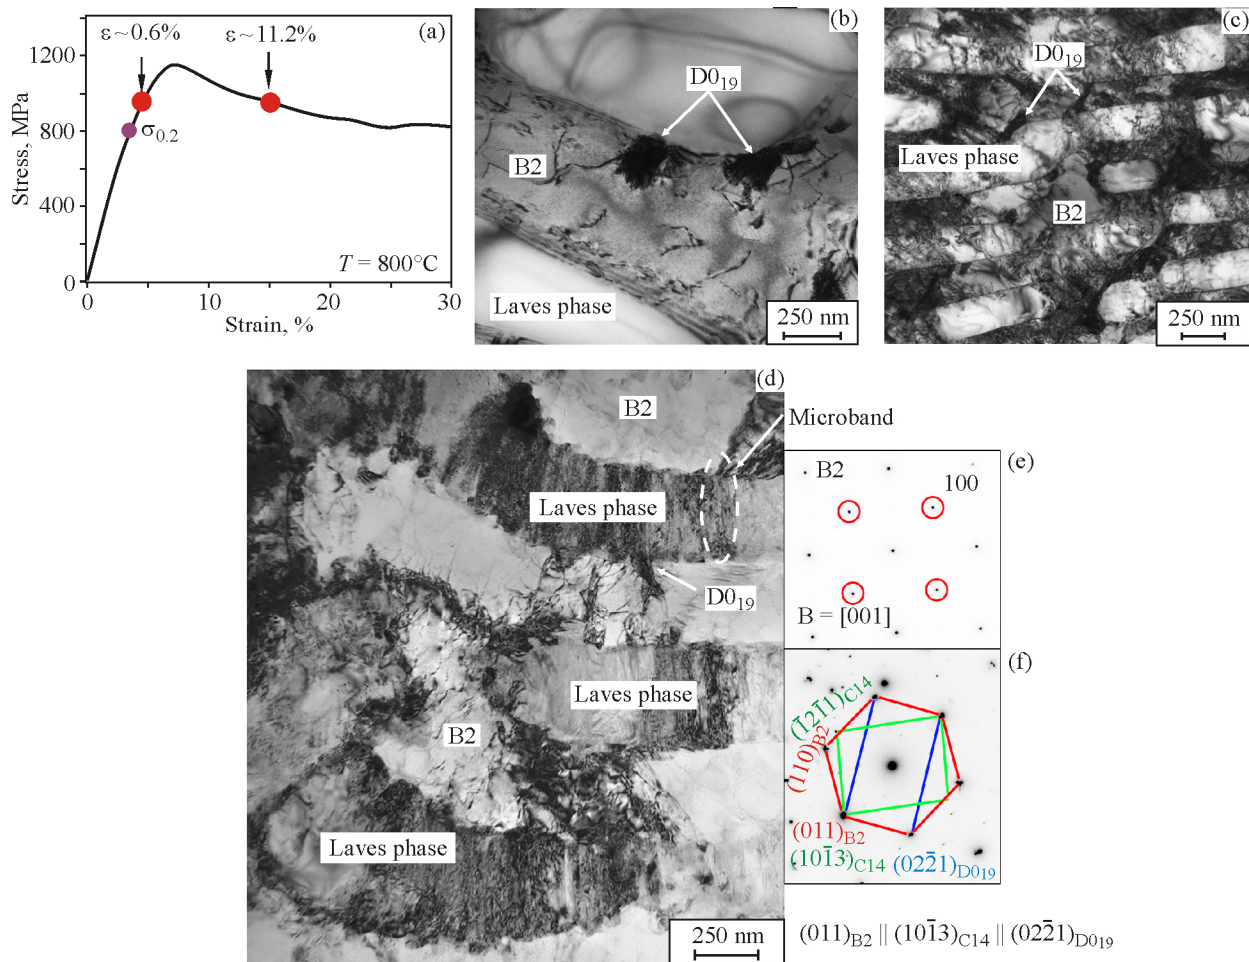 (a)
ε~0.6%
ε~11.2%
1200
800
400
0
Stress, MPa
σ0.2
T = 800°C
0
10
20
30
Strain, %
(b)
D019
B2
Laves phase
250 nm
(c)
D019
Laves phase
B2
250 nm
(d)
B2
Microband
Laves phase
D019
Laves phase
B2
Laves phase
250 nm
(e)
B2
100
B = [001]
(f)
(1̄21̄1)C14
(110)B2
(011)B2
(101̄3)C14
(022̄1)D019
(011)B2 || (101̄3)C14 || (022̄1)D019